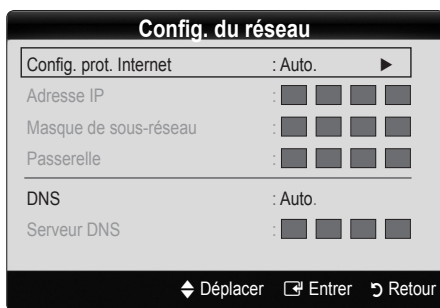 Config. du réseau
Config. prot. Internet : Auto. ►
Adresse IP :
Masque de sous-réseau :
Passerelle :
DNS : Auto.
Serveur DNS :
Déplacer Entrer Retour